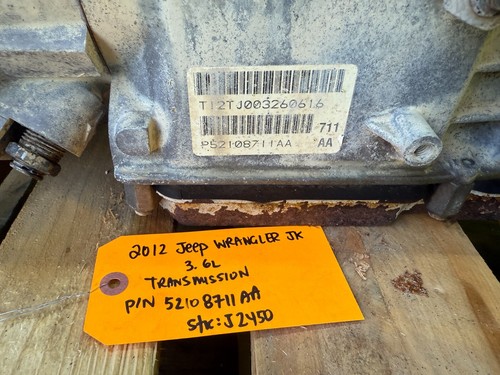 T12TJ003260616
711
P52108711AA AA
2012 Jeep WRANGLER JK
3.6L
TRANSMISSION
P/N 52108711AA
stk: J2450